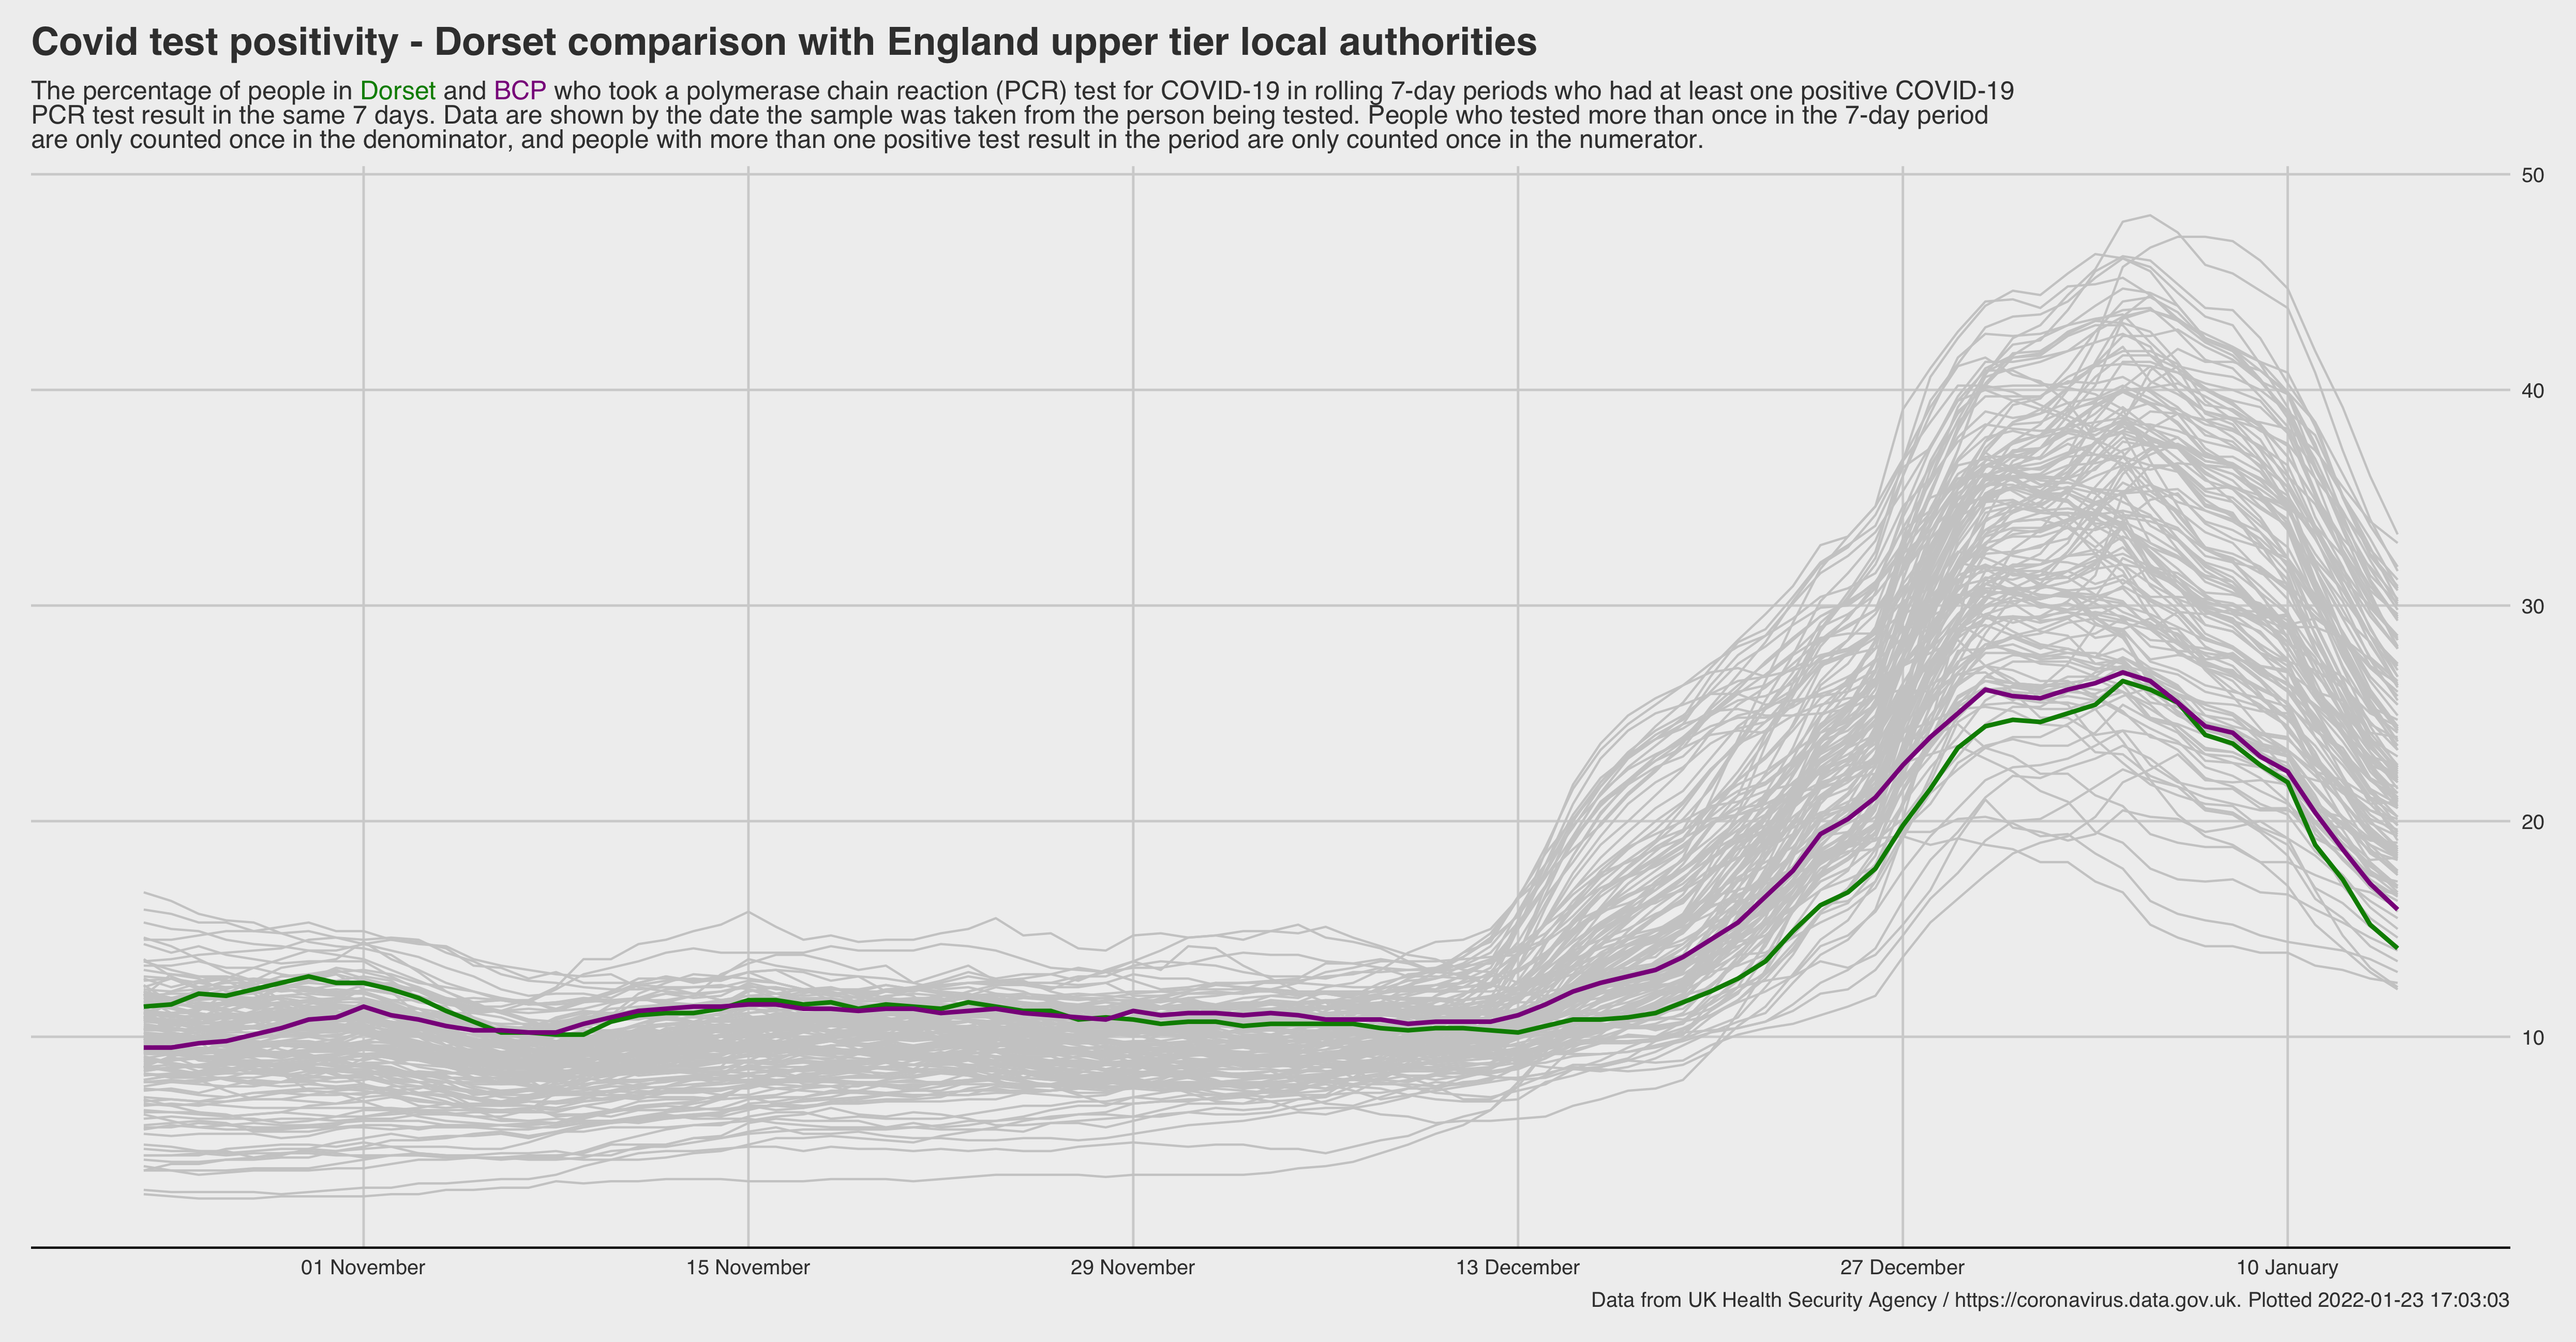 Covid test positivity - Dorset comparison with England upper tier local authorities
The percentage of people in Dorset and BCP who took a polymerase chain reaction (PCR) test for COVID-19 in rolling 7-day periods who had at least one positive COVID-19
PCR test result in the same 7 days. Data are shown by the date the sample was taken from the person being tested. People who tested more than once in the 7-day period
are only counted once in the denominator, and people with more than one positive test result in the period are only counted once in the numerator.
50
40
30
20
10
01 November
15 November
29 November
13 December
27 December
10 January
Data from UK Health Security Agency / https://coronavirus.data.gov.uk. Plotted 2022-01-23 17:03:03